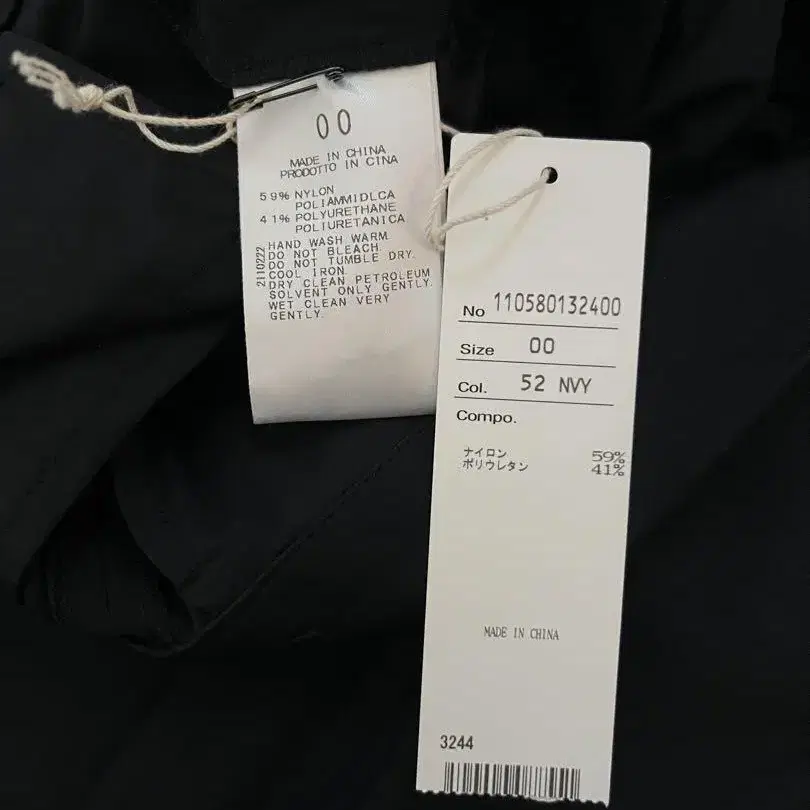 00
MADE IN CHINA
PRODOTTO IN CINA
59% NYLON
POLIAMMIDLCA
41% POLYURETHANE
POLIURETANICA
HAND WASH WARM.
DO NOT BLEACH.
DO NOT TUMBLE DRY.
COOL IRON.
DRY CLEAN PETROLEUM
SOLVENT ONLY GENTLY.
WET CLEAN VERY
GENTLY.
2110222
No 110580132400
Size 00
Col. 52 NVY
Compo.
ナイロン 59%
ポリウレタン 41%
MADE IN CHINA
3244